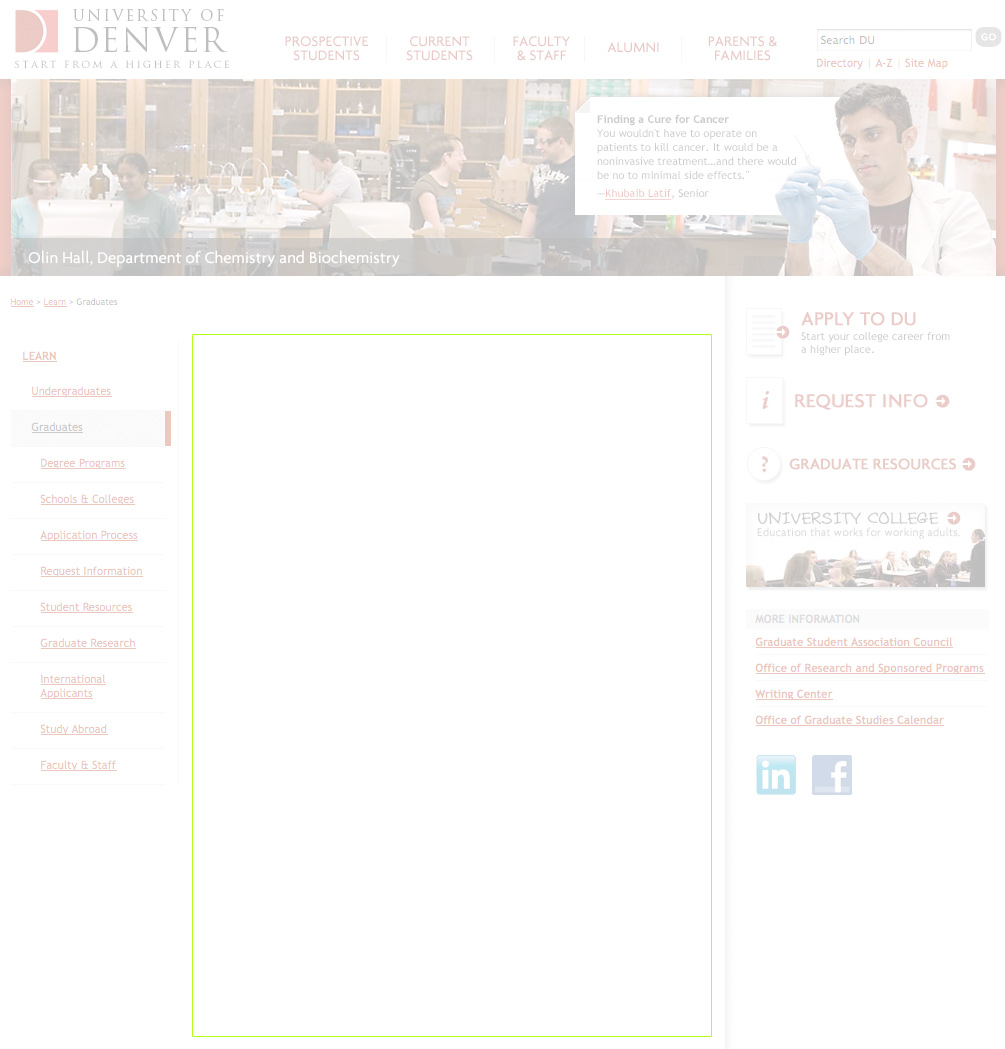 UNIVERSITY OF
DENVER
START FROM A HIGHER PLACE
PROSPECTIVE
STUDENTS
CURRENT
STUDENTS
FACULTY
& STAFF
ALUMNI
PARENTS &
FAMILIES
Search DU
GO
Directory | A-Z | Site Map
Finding a Cure for Cancer
You wouldn't have to operate on
patients to kill cancer. It would be a
noninvasive treatment...and there would
be no to minimal side effects."
--Khubaib Latif, Senior
Olin Hall, Department of Chemistry and Biochemistry
Home > Learn > Graduates
LEARN
Undergraduates
Graduates
Degree Programs
Schools & Colleges
Application Process
Request Information
Student Resources
Graduate Research
International
Applicants
Study Abroad
Faculty & Staff
APPLY TO DU
Start your college career from
a higher place.
i
REQUEST INFO
?
GRADUATE RESOURCES
UNIVERSITY COLLEGE
Education that works for working adults.
MORE INFORMATION
Graduate Student Association Council
Office of Research and Sponsored Programs
Writing Center
Office of Graduate Studies Calendar
in
f